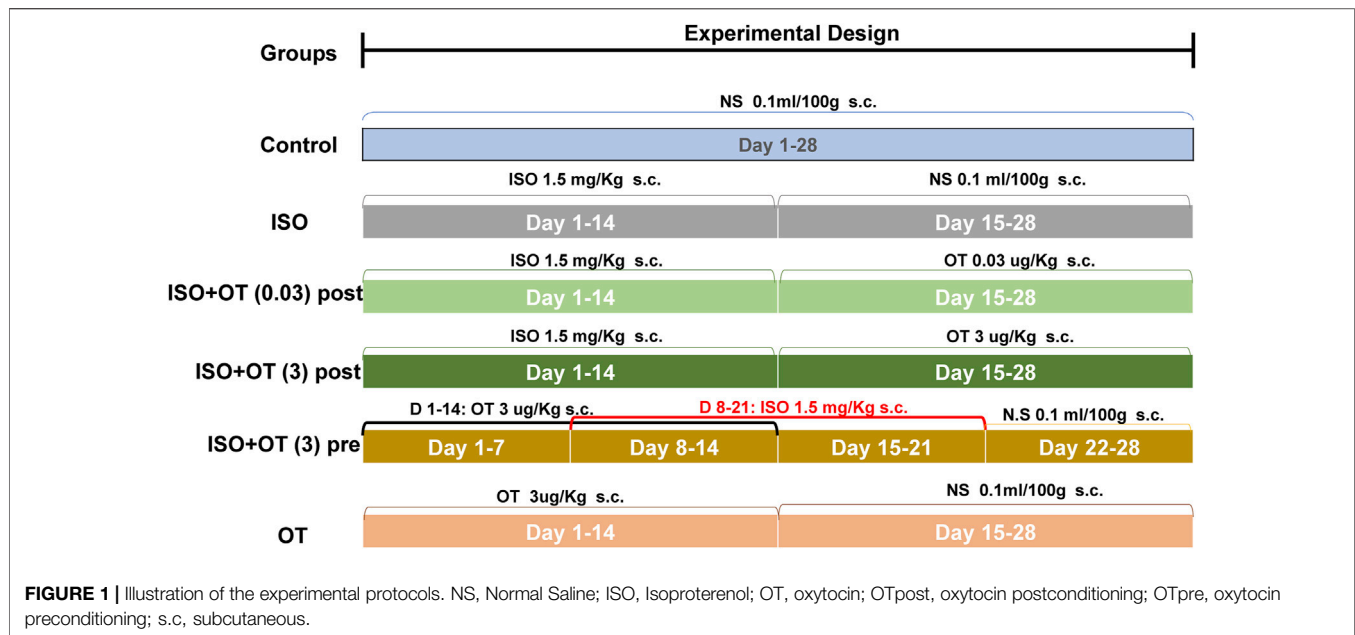 Experimental Design
Groups
NS 0.1ml/100g s.c.
Control
Day 1-28
ISO 1.5 mg/Kg s.c.
NS 0.1 ml/100g s.c.
ISO
Day 1-14
Day 15-28
ISO 1.5 mg/Kg s.c.
OT 0.03 ug/Kg s.c.
ISO+OT (0.03) post
Day 1-14
Day 15-28
ISO 1.5 mg/Kg s.c.
OT 3 ug/Kg s.c.
ISO+OT (3) post
Day 1-14
Day 15-28
D 1-14: OT 3 ug/Kg s.c.
D 8-21: ISO 1.5 mg/Kg s.c.
N.S 0.1 ml/100g s.c.
ISO+OT (3) pre
Day 1-7
Day 8-14
Day 15-21
Day 22-28
OT 3ug/Kg s.c.
NS 0.1ml/100g s.c.
OT
Day 1-14
Day 15-28
FIGURE 1 | Illustration of the experimental protocols. NS, Normal Saline; ISO, Isoproterenol; OT, oxytocin; OTpost, oxytocin postconditioning; OTpre, oxytocin
preconditioning; s.c, subcutaneous.